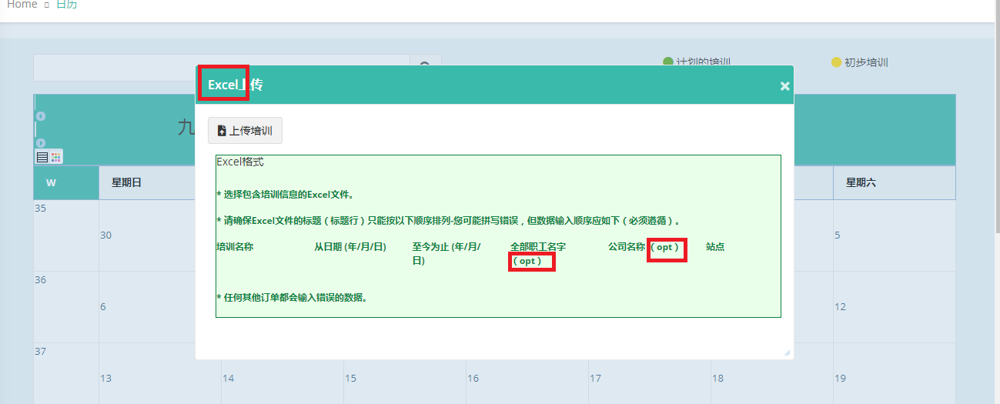 Home 日历
计划的培训
初步培训
Excel上传
×
上传培训
九
Excel格式
W
星期日
星期六
* 选择包含培训信息的Excel文件。
* 请确保Excel文件的标题（标题行）只能按以下顺序排列-您可能拼写错误，但数据输入顺序应如下（必须遵循）。
培训名称 从日期 (年/月/日) 至今为止 (年/月/ 全部职工名字 公司名称（opt） 站点
日) （opt）
* 任何其他订单都会输入错误的数据。
35
30
5
36
6
12
37
13 14 15 16 17 18 19